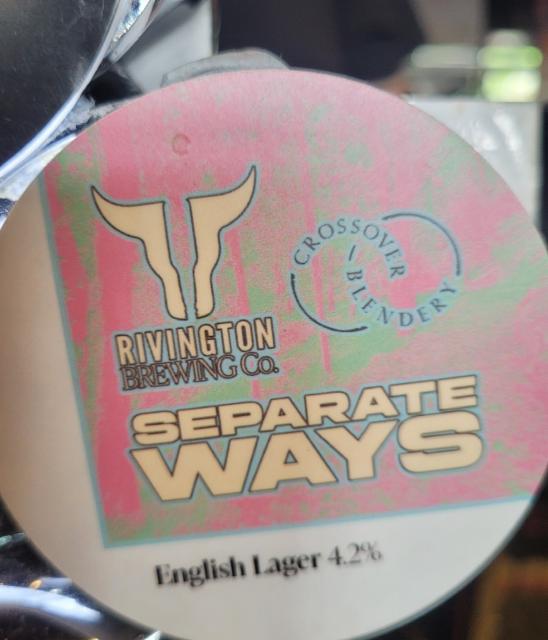 CROSSOVER
BLENDERY
RIVINGTON
BREWING Co.
SEPARATE
WAYS
English Lager 4.2%